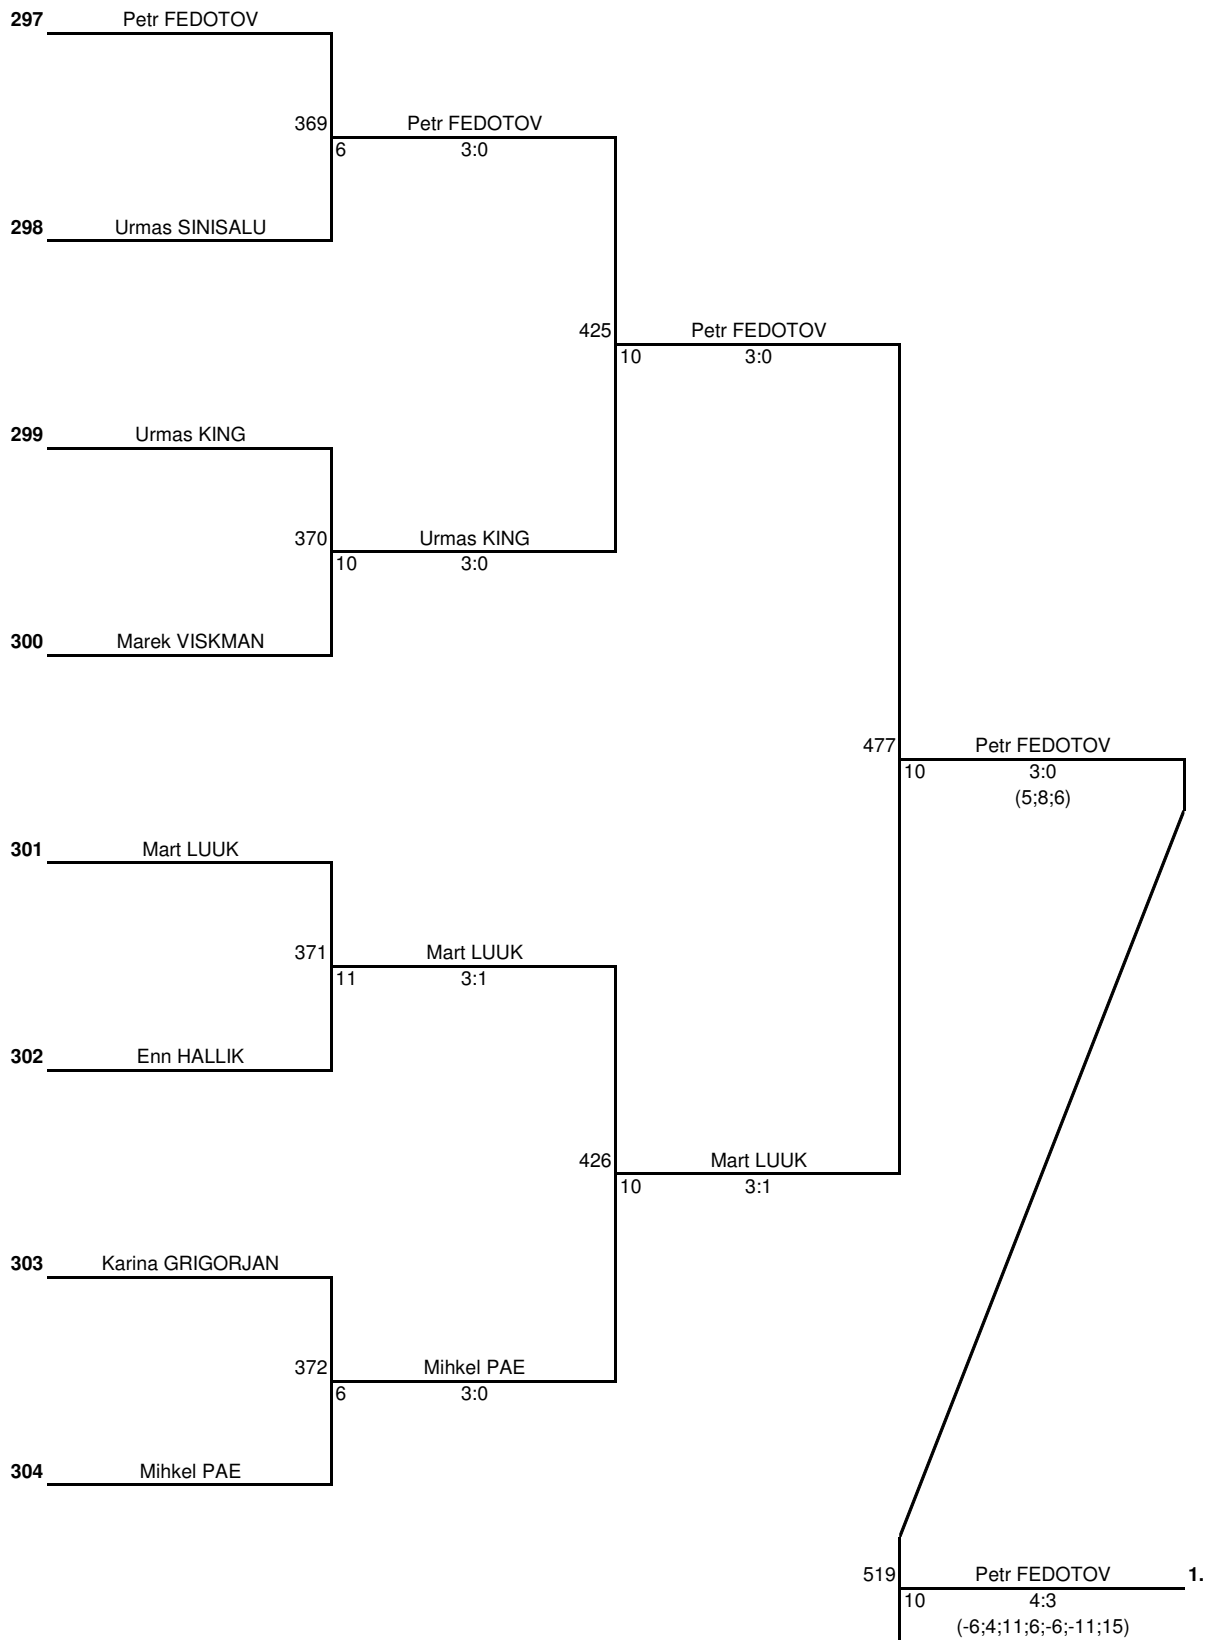 297 Petr FEDOTOV
369 Petr FEDOTOV
6 3:0
298 Urmas SINISALU
425 Petr FEDOTOV
10 3:0
299 Urmas KING
370 Urmas KING
10 3:0
300 Marek VISKMAN
477 Petr FEDOTOV
10 3:0
(5;8;6)
301 Mart LUUK
371 Mart LUUK
11 3:1
302 Enn HALLIK
426 Mart LUUK
10 3:1
303 Karina GRIGORJAN
372 Mihkel PAE
6 3:0
304 Mihkel PAE
519 Petr FEDOTOV 1.
10 4:3
(-6;4;11;6;-6;-11;15)